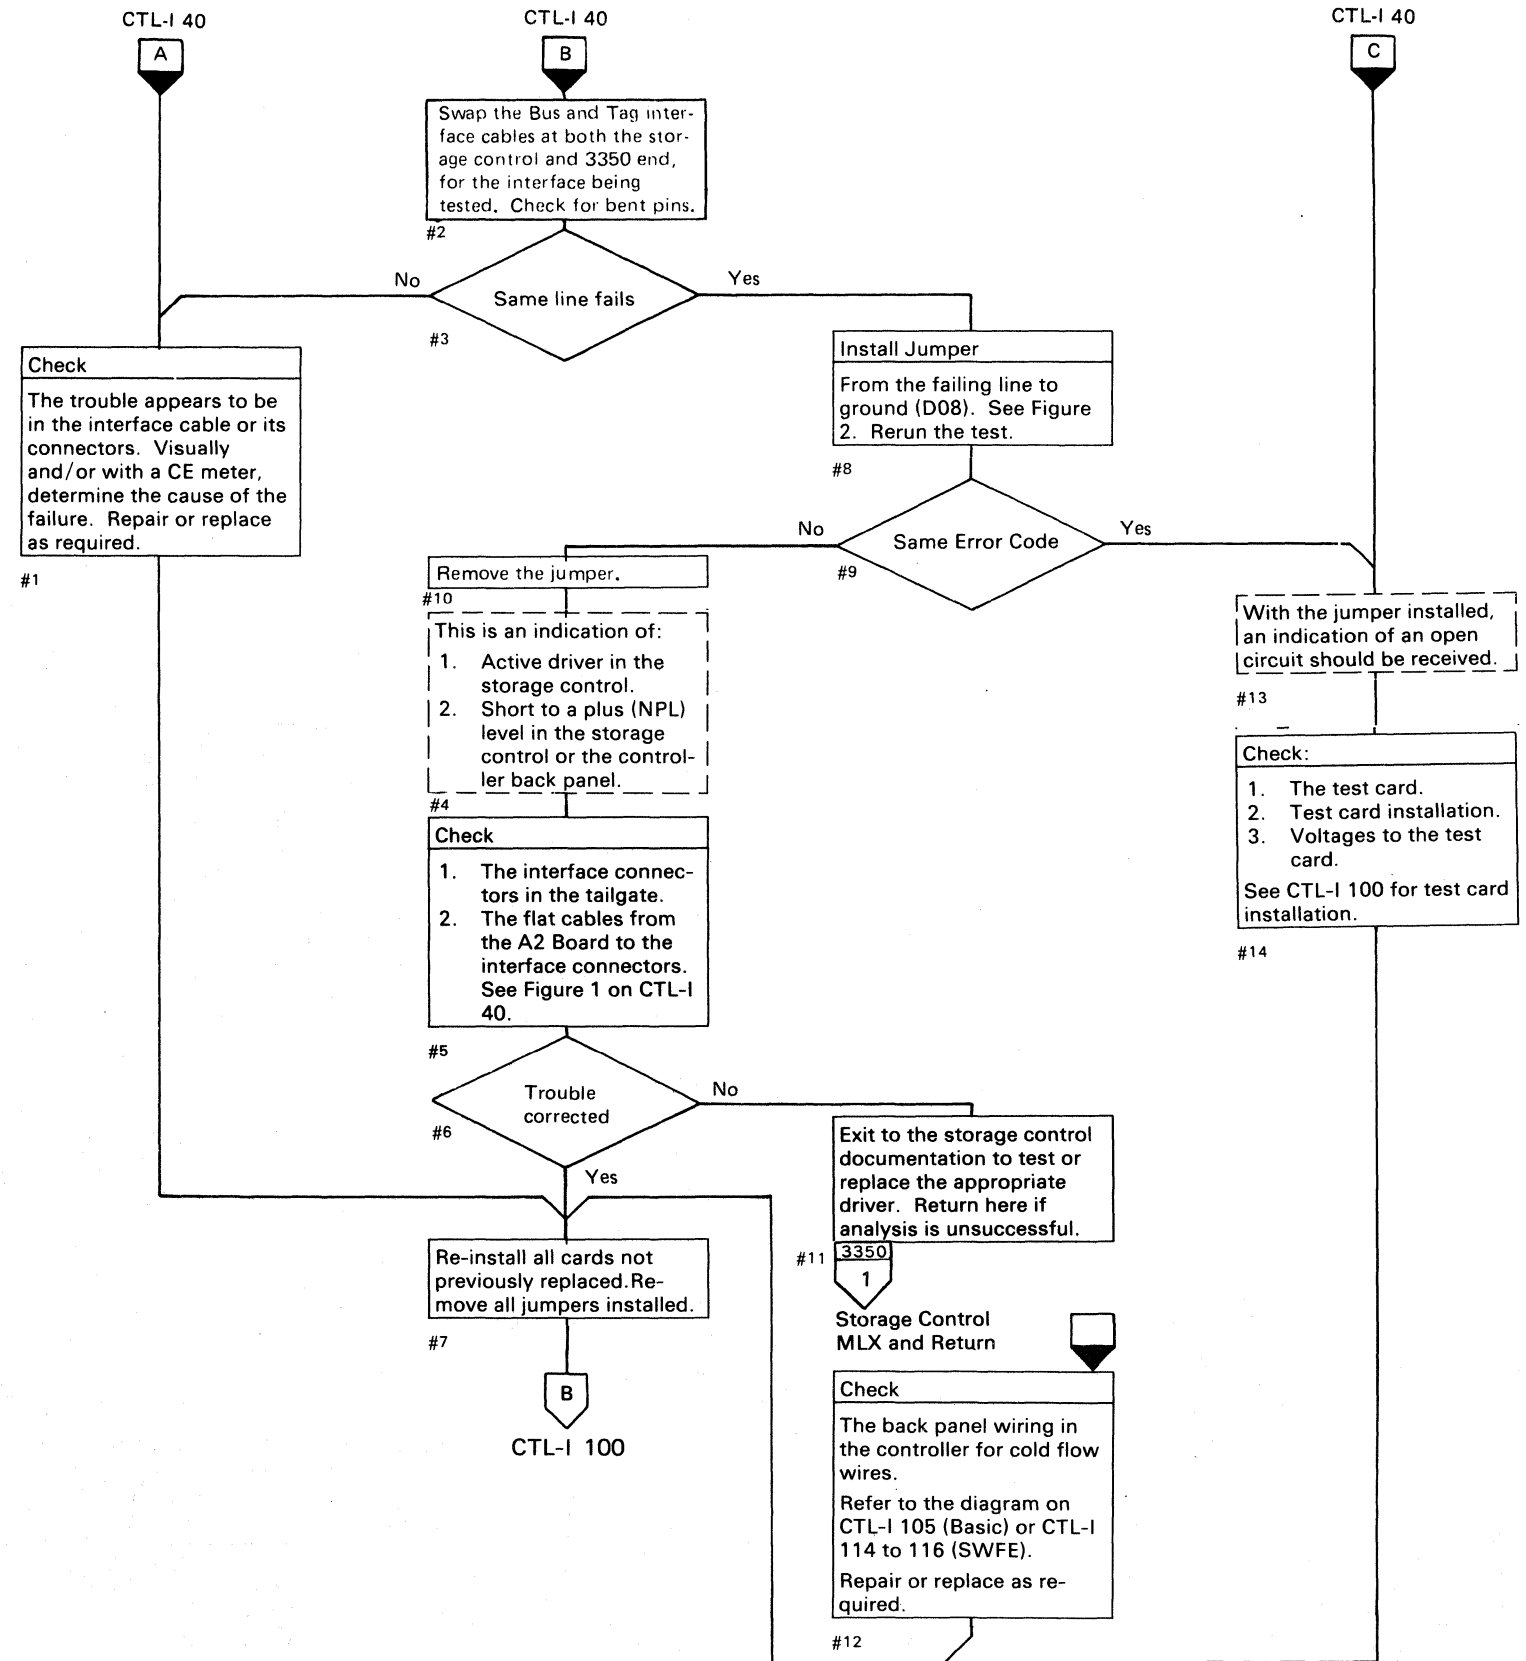 CTL-I 40
A
CTL-I 40
B
CTL-I 40
C
Swap the Bus and Tag inter-
face cables at both the stor-
age control and 3350 end,
for the interface being
tested. Check for bent pins.
#2
Same line fails
No
Yes
#3
Check
The trouble appears to be
in the interface cable or its
connectors. Visually
and/or with a CE meter,
determine the cause of the
failure. Repair or replace
as required.
#1
Install Jumper
From the failing line to
ground (D08). See Figure
2. Rerun the test.
#8
Same Error Code
No
Yes
#9
Remove the jumper.
#10
This is an indication of:
1. Active driver in the
storage control.
2. Short to a plus (NPL)
level in the storage
control or the control-
ler back panel.
#4
Check
1. The interface connec-
tors in the tailgate.
2. The flat cables from
the A2 Board to the
interface connectors.
See Figure 1 on CTL-I
40.
#5
Trouble
corrected
No
#6
Yes
Re-install all cards not
previously replaced.Re-
move all jumpers installed.
#7
B
CTL-I 100
Exit to the storage control
documentation to test or
replace the appropriate
driver. Return here if
analysis is unsuccessful.
#11
3350
1
Storage Control
MLX and Return
Check
The back panel wiring in
the controller for cold flow
wires.
Refer to the diagram on
CTL-I 105 (Basic) or CTL-I
114 to 116 (SWFE).
Repair or replace as re-
quired.
#12
With the jumper installed,
an indication of an open
circuit should be received.
#13
Check:
1. The test card.
2. Test card installation.
3. Voltages to the test
card.
See CTL-I 100 for test card
installation.
#14